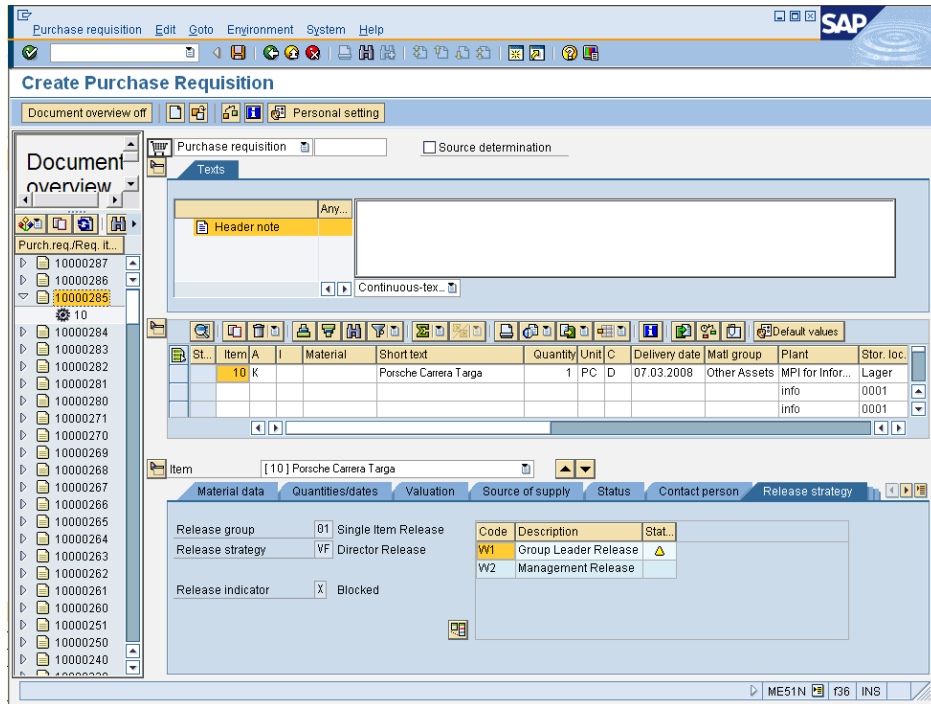 Purchase requisition Edit Goto Environment System Help
SAP
Create Purchase Requisition
Document overview off Personal setting
Document overview
Purchase requisition Source determination
Texts
Any...
Header note
Continuous-tex...
Purch.req./Req. it...
10000287
10000286
10000285
10
10000284
10000283
10000282
10000281
10000280
10000271
10000270
10000269
10000268
10000267
10000266
10000265
10000264
10000263
10000262
10000261
10000260
10000251
10000250
10000240
Default values
St... Item A I Material Short text Quantity Unit C Delivery date Matl group Plant Stor. loc.
10 K Porsche Carrera Targa 1 PC D 07.03.2008 Other Assets MPI for Infor... Lager
info 0001
info 0001
Item [ 10 ] Porsche Carrera Targa
Material data Quantities/dates Valuation Source of supply Status Contact person Release strategy
Release group 01 Single Item Release
Release strategy VF Director Release
Release indicator X Blocked
Code Description Stat...
W1 Group Leader Release
W2 Management Release
ME51N f36 INS